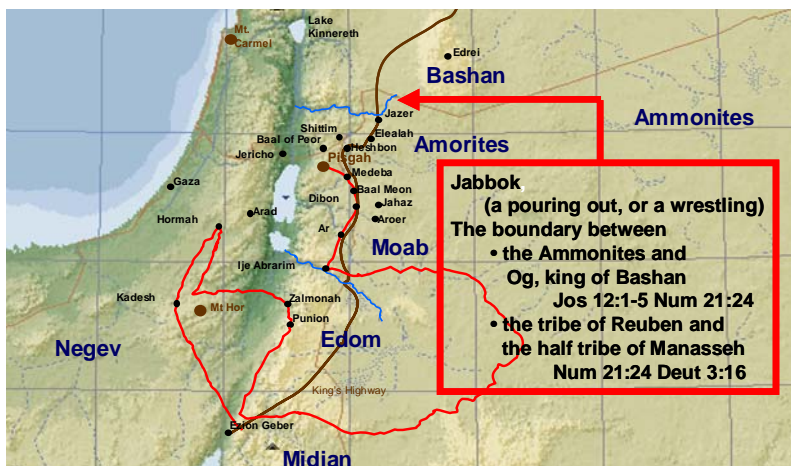 Lake
Kinnereth
Mt.
Carmel
Edrei
Bashan
Jazer
Ammonites
Shittim
Elealah
Amorites
Baal of Peor
Heshbon
Jericho
Pisgah
Medeba
Gaza
Baal Meon
Dibon
Jahaz
Arad
Aroer
Hormah
Ar
Moab
Ije Abrarim
Kadesh
Zalmonah
Mt Hor
Punion
Edom
Negev
King's Highway
Ezion Geber
Midian
Jabbok
(a pouring out, or a wrestling)
The boundary between
• the Ammonites and
Og, king of Bashan
Jos 12:1-5 Num 21:24
• the tribe of Reuben and
the half tribe of Manasseh
Num 21:24 Deut 3:16